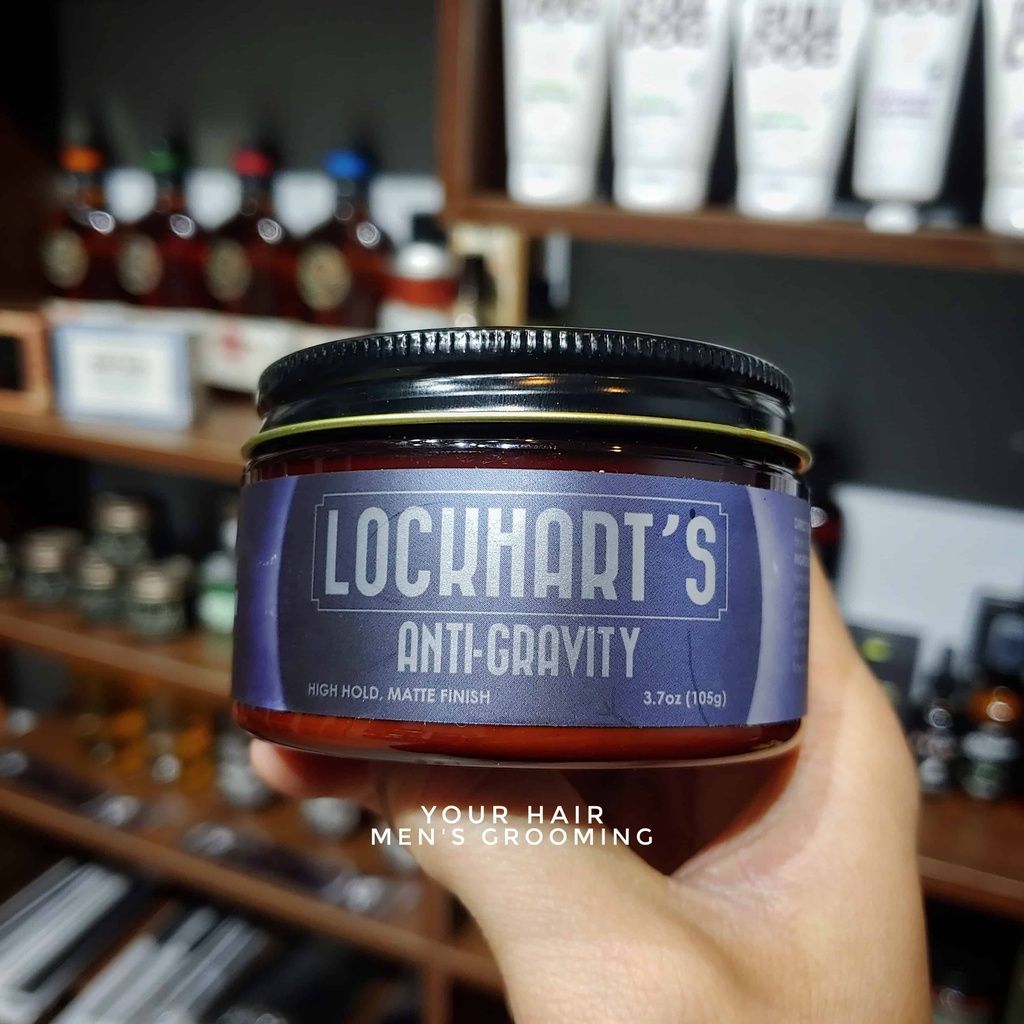 LOCKHART'S
ANTI-GRAVITY
HIGH HOLD, MATTE FINISH
3.7oz (105g)
YOUR HAIR
MEN'S GROOMING